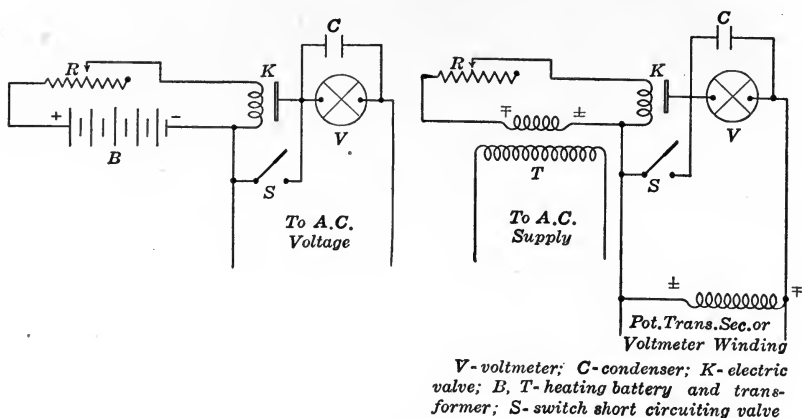 C
R
K
+
-
B
V
S
To A.C.
Voltage
C
R
K
∓
±
V
T
S
To A.C.
Supply
±
∓
Pot.Trans.Sec.or
Voltmeter Winding
V-voltmeter; C-condenser; K-electric
valve; B, T-heating battery and trans-
former; S-switch short circuiting valve